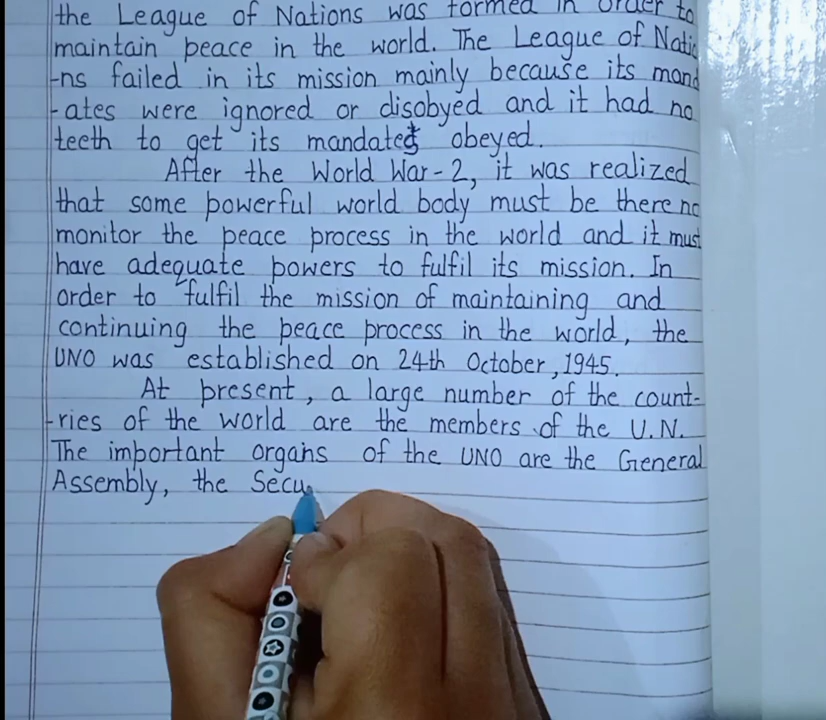 the League of Nations was formed in order to
maintain peace in the world. The League of Natio
-ns failed in its mission mainly because its mand
-ates were ignored or disobyed and it had no
teeth to get its mandates obeyed.
After the World War-2, it was realized
that some powerful world body must be there no
monitor the peace process in the world and it must
have adequate powers to fulfil its mission. In
order to fulfil the mission of maintaining and
continuing the peace process in the world, the
UNO was established on 24th October, 1945.
At present, a large number of the count-
-ries of the world are the members of the U.N.
The important organs of the UNO are the General
Assembly, the Secu